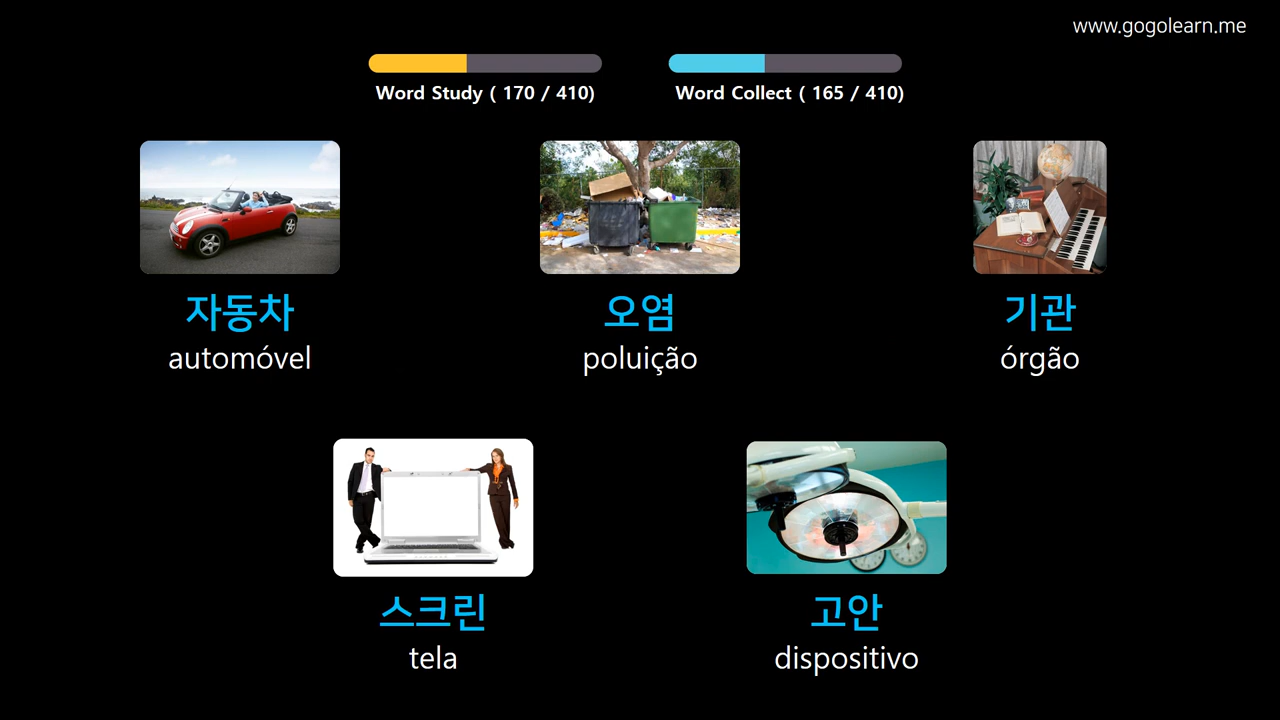 www.gogolearn.me
Word Study ( 170 / 410)
Word Collect ( 165 / 410)
자동차
automóvel
오염
poluição
기관
órgão
스크린
tela
고안
dispositivo